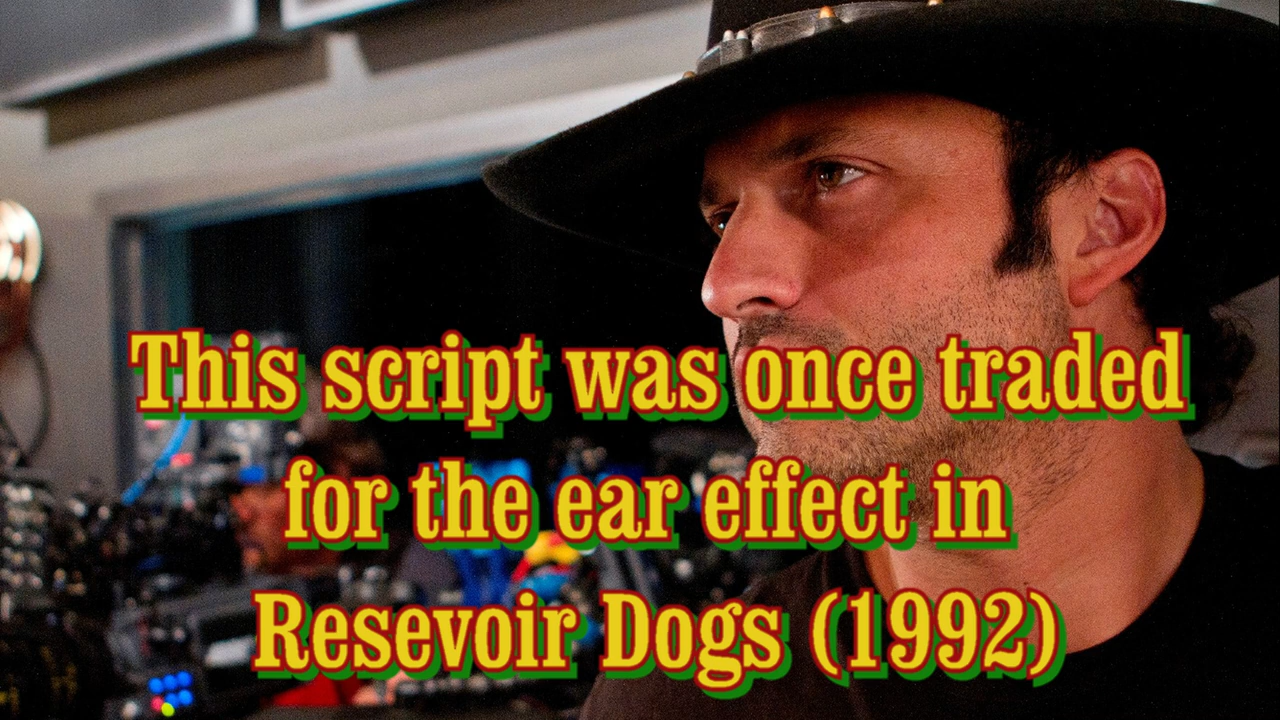 This script was once traded
for the ear effect in
Resevoir Dogs (1992)